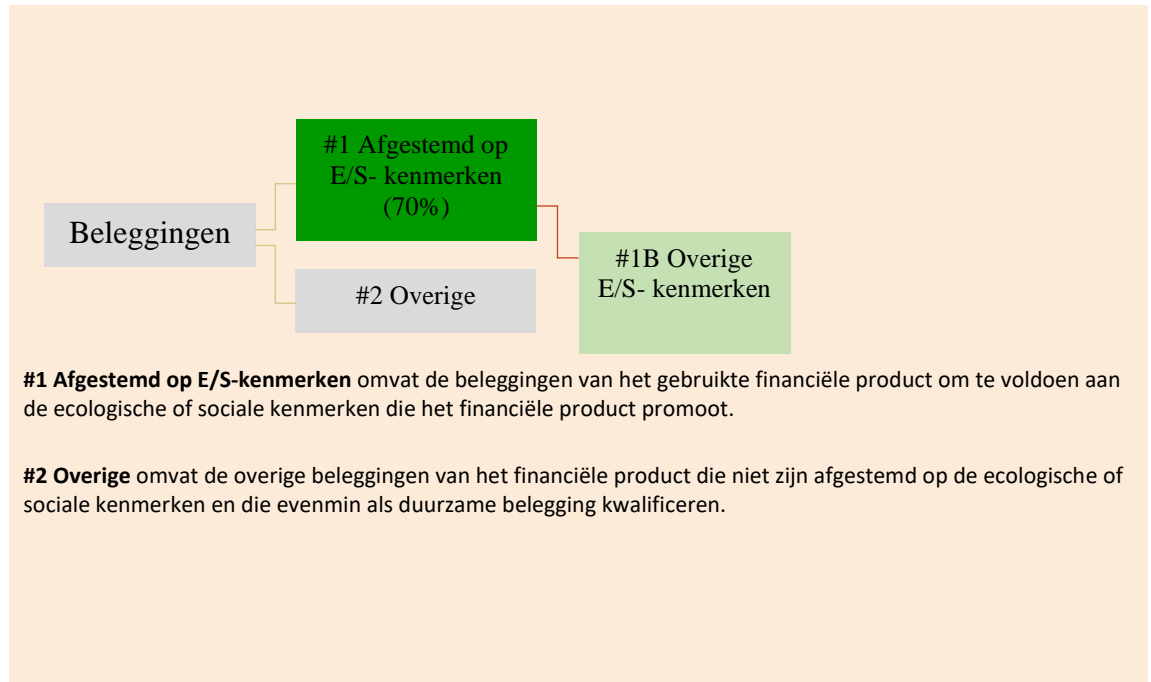 #1 Afgestemd op
E/S- kenmerken
(70%)
Beleggingen
#1B Overige
E/S- kenmerken
#2 Overige
#1 Afgestemd op E/S-kenmerken omvat de beleggingen van het gebruikte financiële product om te voldoen aan
de ecologische of sociale kenmerken die het financiële product promoot.
#2 Overige omvat de overige beleggingen van het financiële product die niet zijn afgestemd op de ecologische of
sociale kenmerken en die evenmin als duurzame belegging kwalificeren.